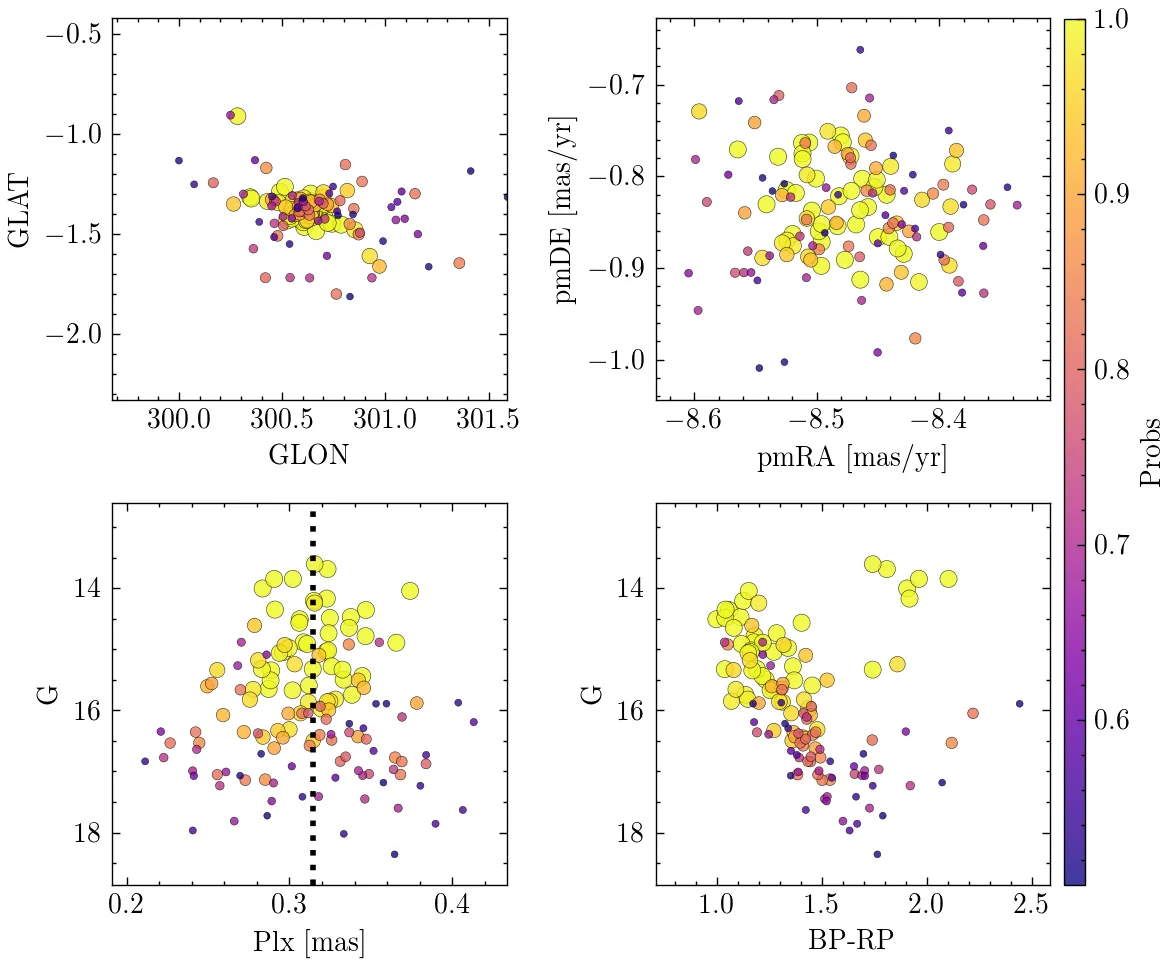 −0.5
−1.0
−1.5
−2.0
GLAT
300.0 300.5 301.0 301.5
GLON
−0.7
−0.8
−0.9
−1.0
pmDE [mas/yr]
−8.6 −8.5 −8.4
pmRA [mas/yr]
1.0
0.9
0.8
0.7
0.6
Probs
14
16
18
G
0.2 0.3 0.4
Plx [mas]
14
16
18
G
1.0 1.5 2.0 2.5
BP-RP